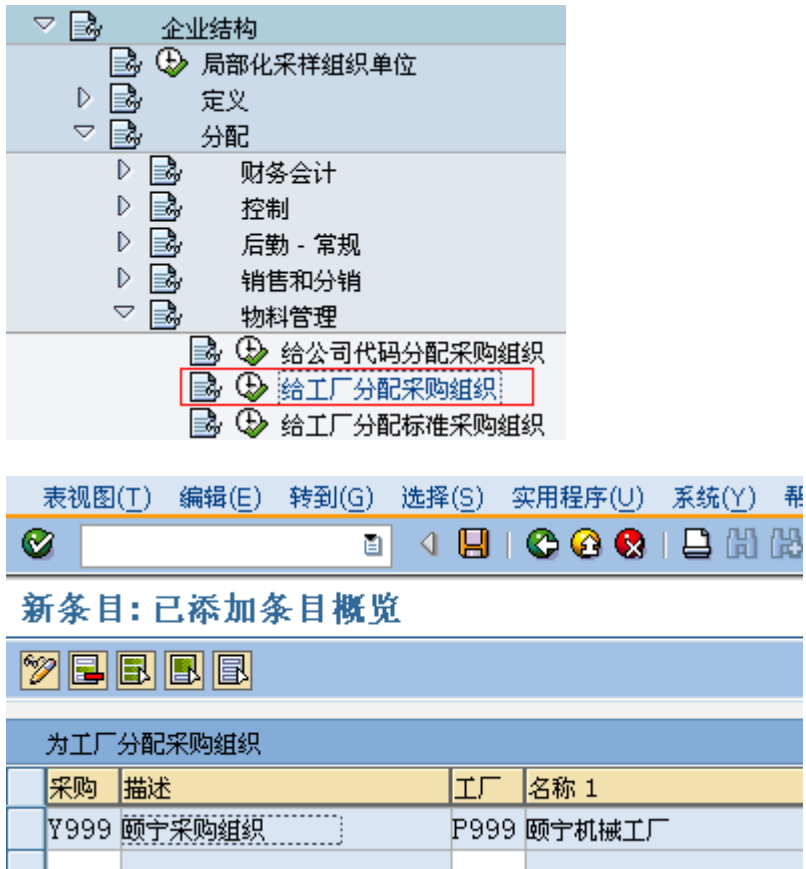 企业结构
局部化采样组织单位
定义
分配
财务会计
控制
后勤 - 常规
销售和分销
物料管理
给公司代码分配采购组织
给工厂分配采购组织
给工厂分配标准采购组织
表视图(T) 编辑(E) 转到(G) 选择(S) 实用程序(U) 系统(Y) 帮
新条目: 已添加条目概览
为工厂分配采购组织
采购 描述 工厂 名称 1
Y999 颐宁采购组织 P999 颐宁机械工厂